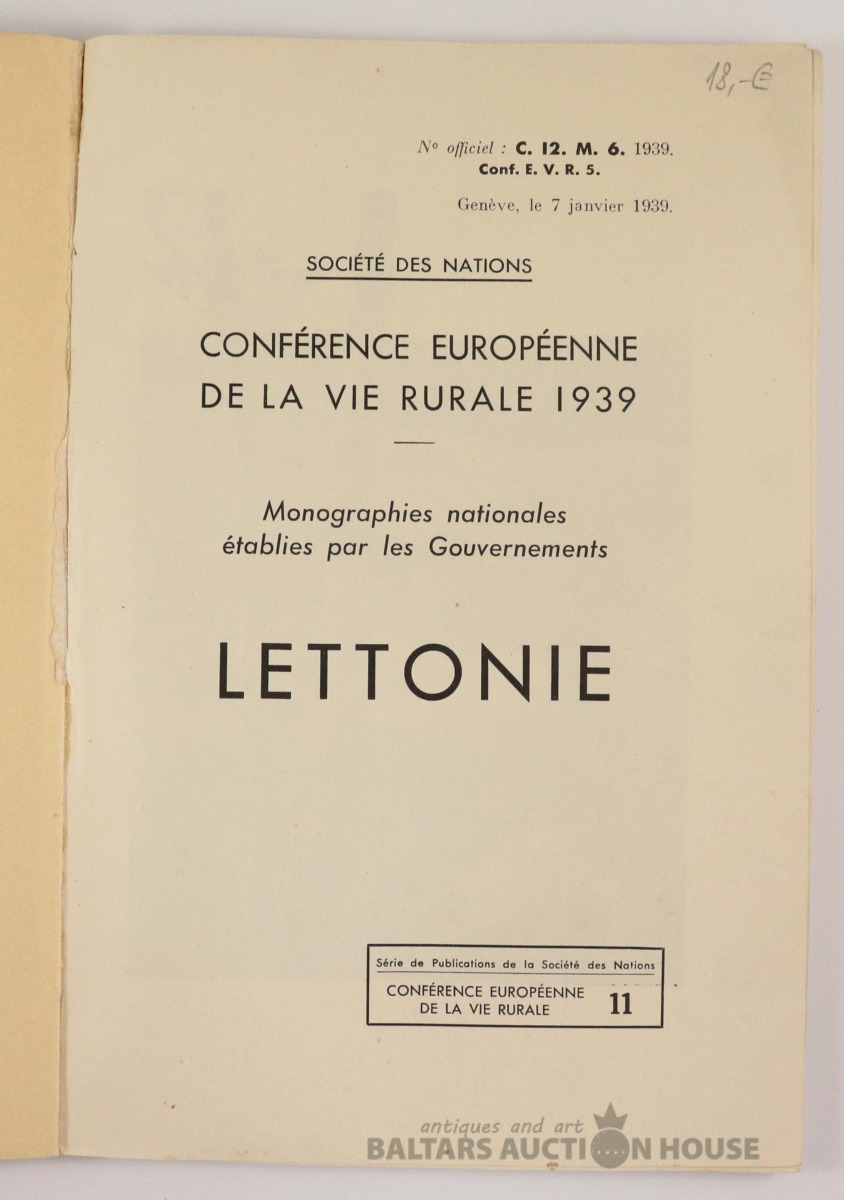 18,-€
Nº officiel : C. 12. M. 6. 1939.
Conf. E. V. R. 5.
Genève, le 7 janvier 1939.
SOCIÉTÉ DES NATIONS
CONFÉRENCE EUROPÉENNE
DE LA VIE RURALE 1939
Monographies nationales
établies par les Gouvernements
LETTONIE
Série de Publications de la Société des Nations
CONFÉRENCE EUROPÉENNE
DE LA VIE RURALE 11
antiques and art
BALTARS AUCTION HOUSE